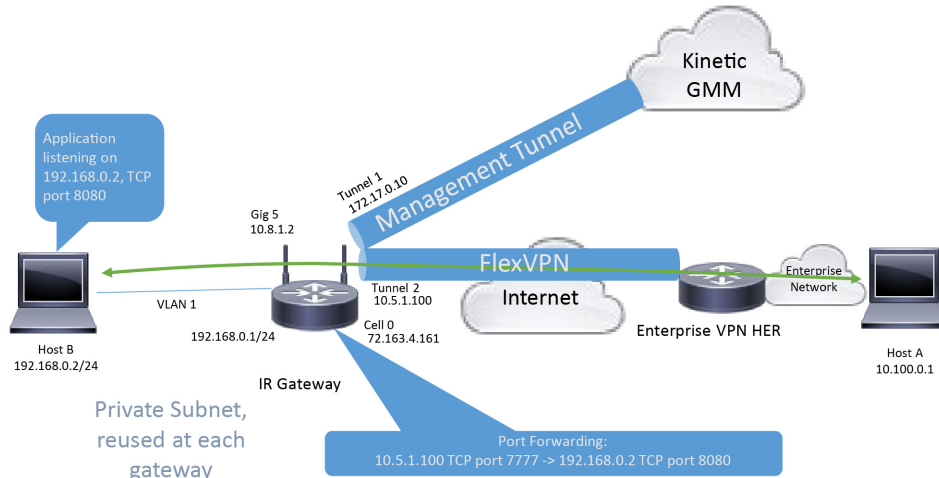 Kinetic
GMM
Application
listening on
192.168.0.2, TCP
port 8080
Tunnel 1
172.17.0.10
Management Tunnel
Gig 5
10.8.1.2
FlexVPN
Internet
Enterprise
Network
VLAN 1
Tunnel 2
10.5.1.100
Cell 0
72.163.4.161
192.168.0.1/24
Enterprise VPN HER
Host B
192.168.0.2/24
Host A
10.100.0.1
IR Gateway
Private Subnet,
reused at each
gateway
Port Forwarding:
10.5.1.100 TCP port 7777 -> 192.168.0.2 TCP port 8080